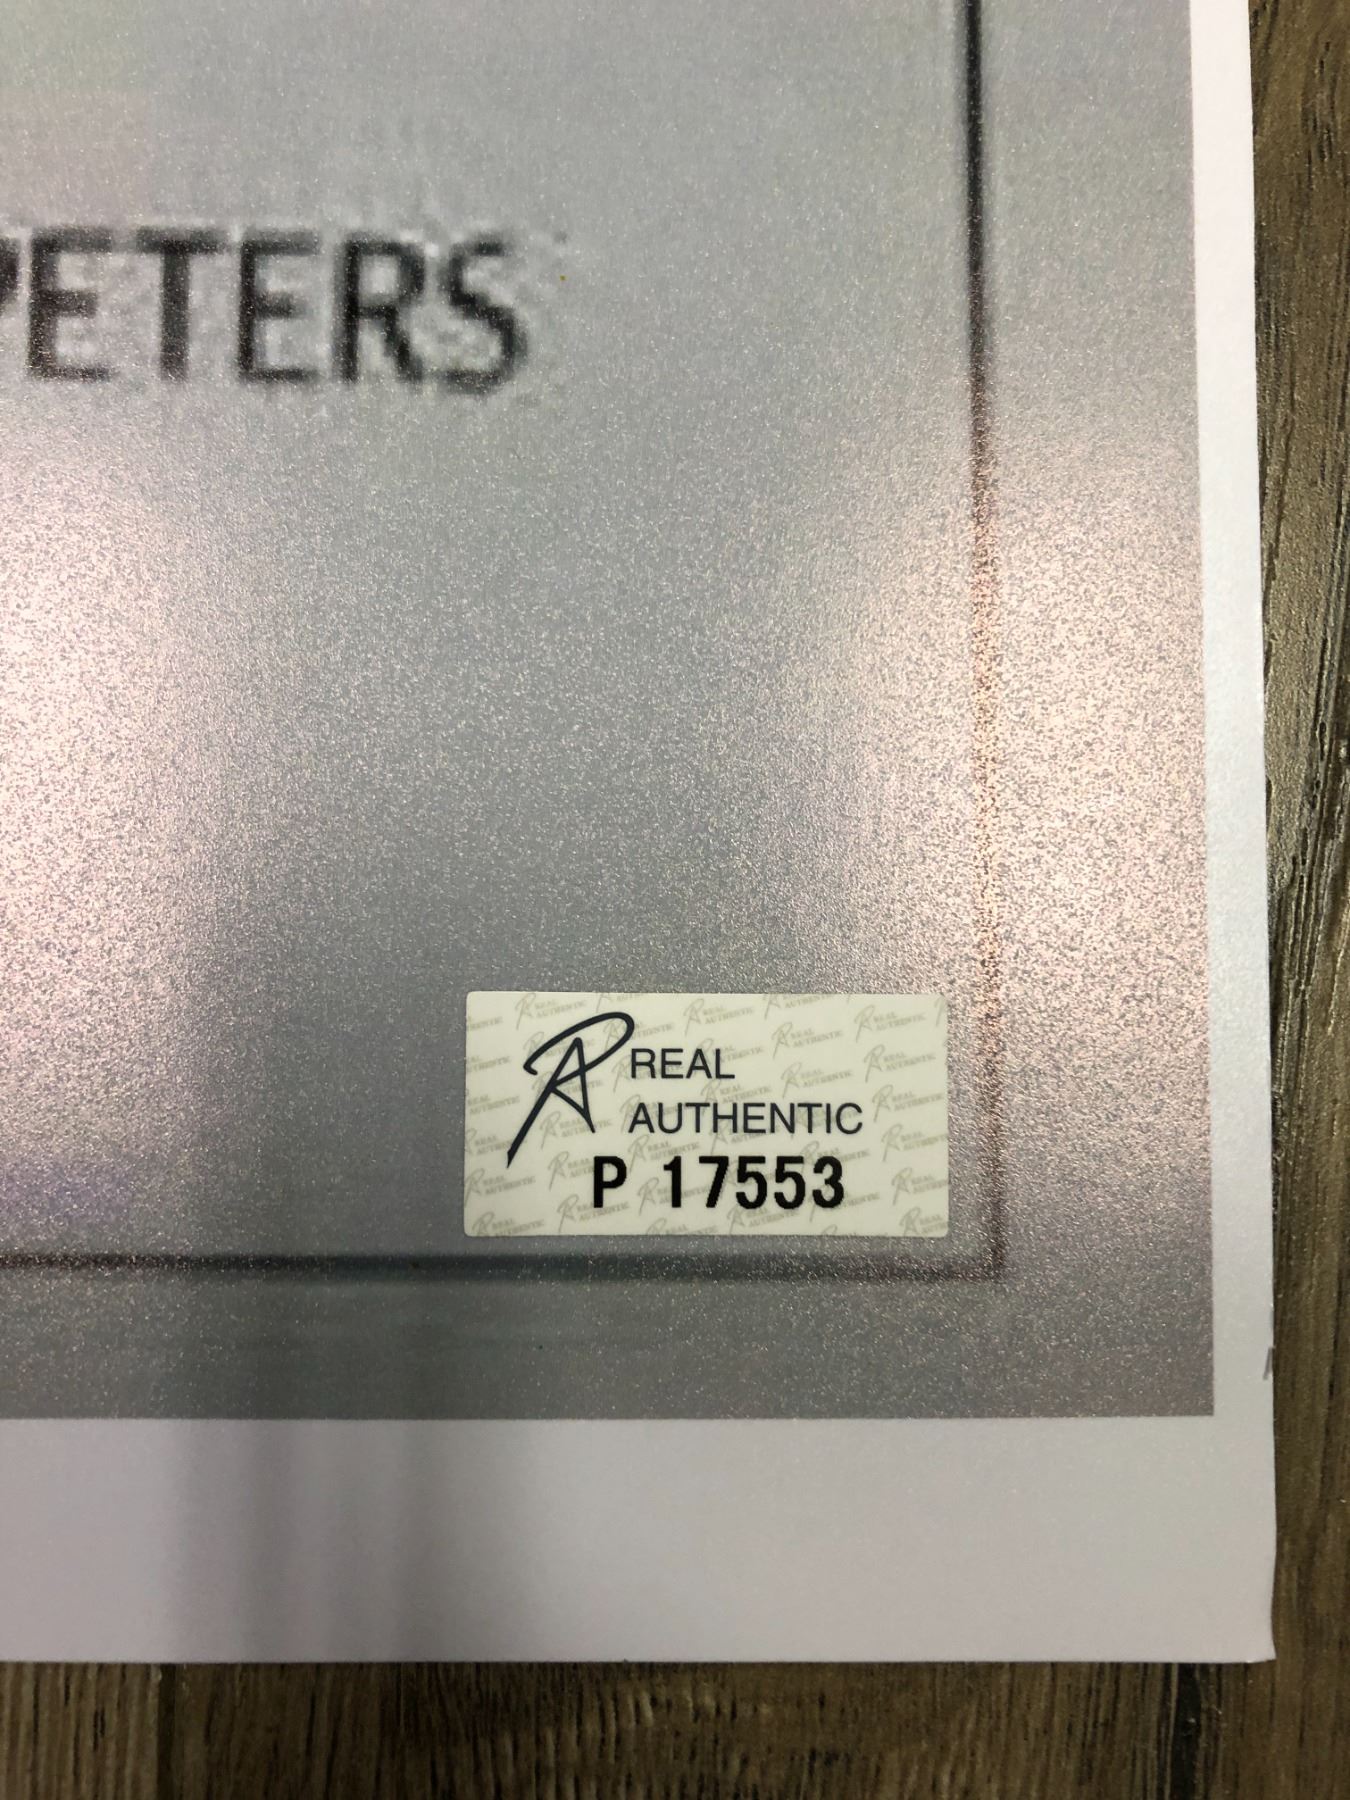 PETERS
REAL
AUTHENTIC
P 17553